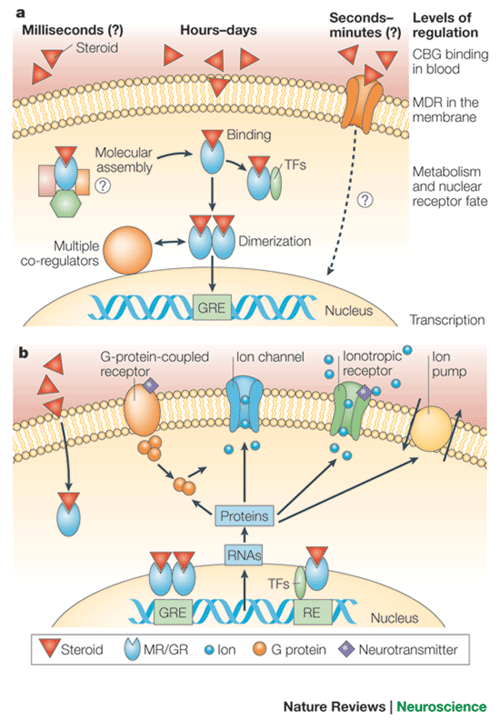 a
Milliseconds (?)
Hours–days
Seconds–
minutes (?)
Levels of
regulation
Steroid
CBG binding
in blood
MDR in the
membrane
Binding
Molecular
assembly
TFs
?
Metabolism
and nuclear
receptor fate
?
Multiple
co-regulators
Dimerization
GRE
Nucleus
Transcription
b
G-protein-coupled
receptor
Ion channel
Ionotropic
receptor
Ion
pump
Proteins
RNAs
TFs
GRE
RE
Nucleus
Steroid
MR/GR
Ion
G protein
Neurotransmitter
Nature Reviews | Neuroscience